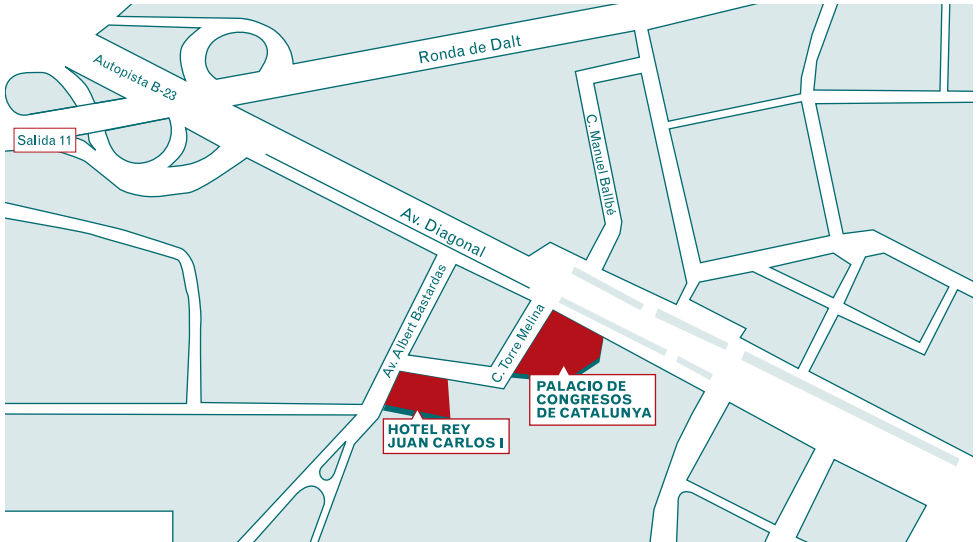 Ronda de Dalt
Autopista B-23
Salida 11
C. Manuel Ballbé
Av. Diagonal
Av. Albert Bastardas
C. Torre Melina
PALACIO DE
CONGRESOS
DE CATALUNYA
HOTEL REY
JUAN CARLOS I